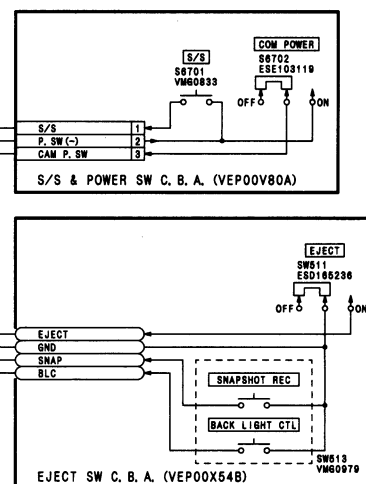 COM POWER
S/S
S6702
ESE103119
S6701
VMG0833
OFF
ON
S/S 1
P. SW(-) 2
CAM P. SW 3
S/S & POWER SW C. B. A. (VEP00V80A)
EJECT
SW511
ESD165236
OFF
ON
EJECT
GND
SNAP
BLC
SNAPSHOT REC
BACK LIGHT CTL
SW513
VMG0979
EJECT SW C. B. A. (VEP00X54B)